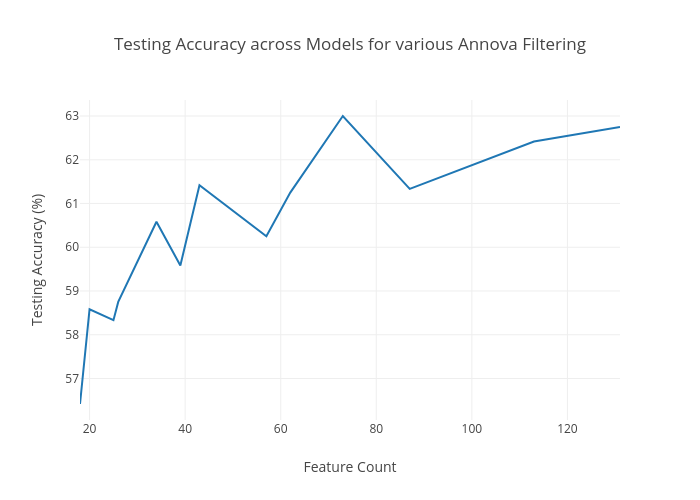 Testing Accuracy across Models for various Annova Filtering
63
62
61
60
59
58
57
Testing Accuracy (%)
20 40 60 80 100 120
Feature Count